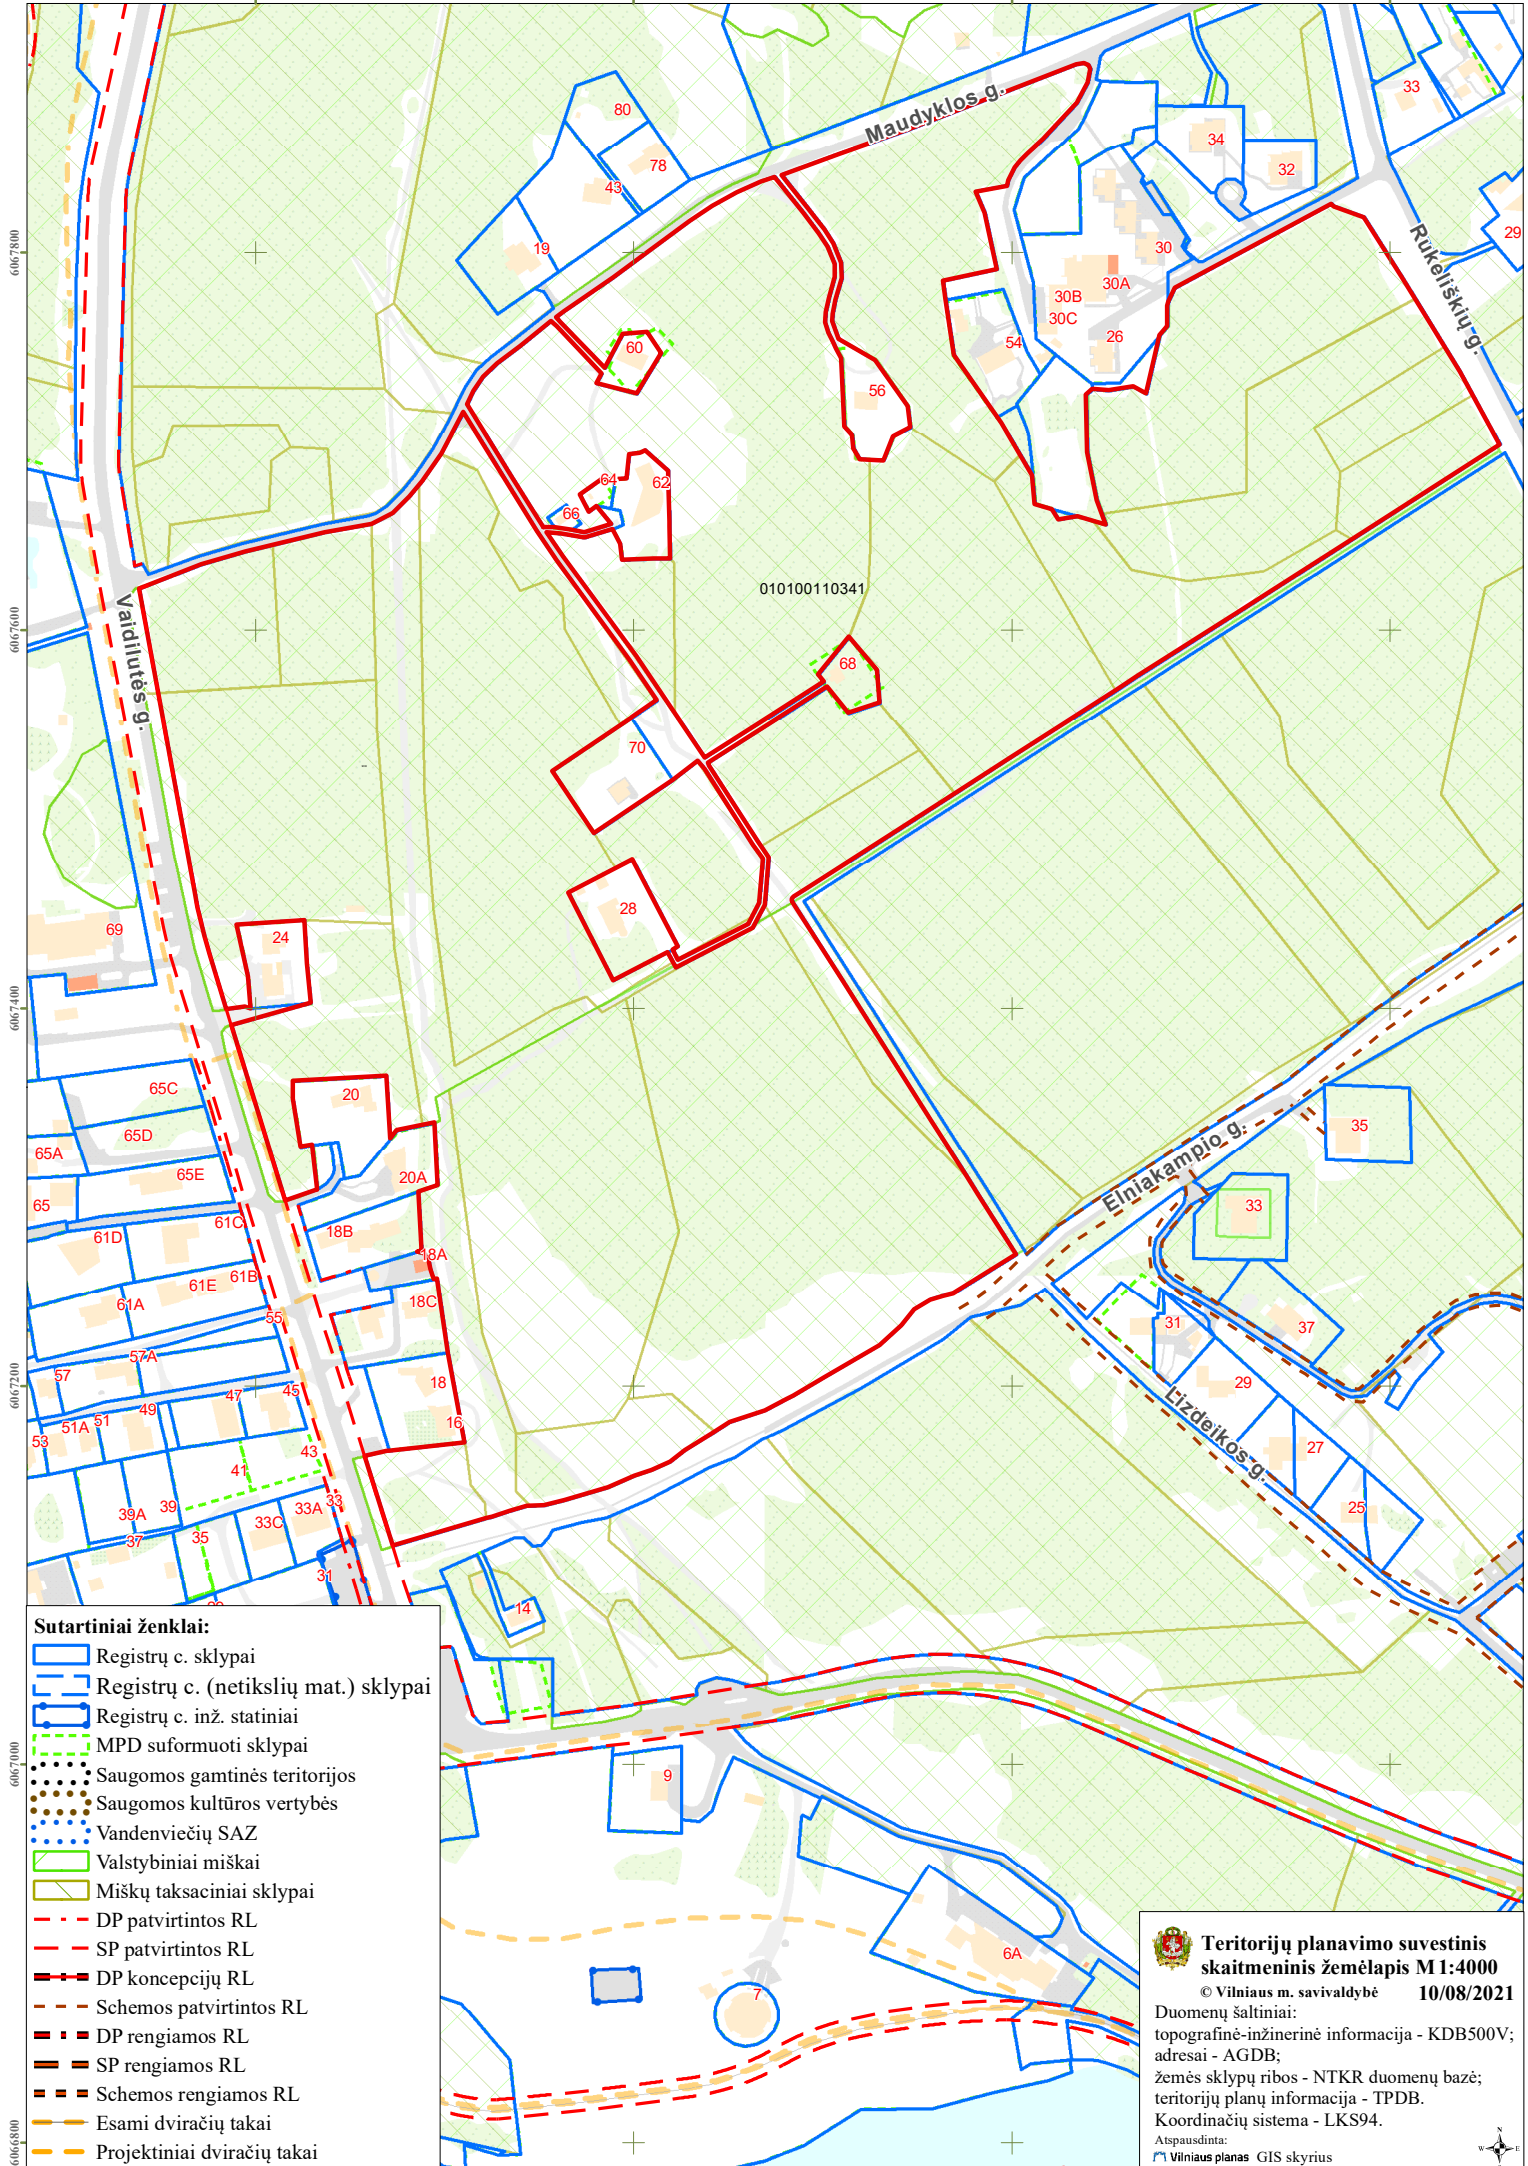 80
78
43
19
Maudyklos g.
33
34
32
29
30
30A
30B
30C
26
54
Rukeliškių g.
6067800
60
56
64
62
66
010100110341
6067600
Vaidilutės g.
68
70
28
24
69
6067400
65C
65D
65A
65E
65
20
20A
61C
61D
18B
18A
61B
61E
61A
18C
55
57A
57
45
47
49
51
51A
53
18
16
43
41
39
39A
37
35
33C
33A
33
31
6067200
Elniakampio g.
35
33
37
31
29
27
25
Lizdeikos g.
14
9
7
6A
6067000
6066800
Sutartiniai ženklai:
Registrų c. sklypai
Registrų c. (netikslių mat.) sklypai
Registrų c. inž. statiniai
MPD suformuoti sklypai
Saugomos gamtinės teritorijos
Saugomos kultūros vertybės
Vandenviečių SAZ
Valstybiniai miškai
Miškų taksaciniai sklypai
DP patvirtintos RL
SP patvirtintos RL
DP koncepcijų RL
Schemos patvirtintos RL
DP rengiamos RL
SP rengiamos RL
Schemos rengiamos RL
Esami dviračių takai
Projektiniai dviračių takai
Teritorijų planavimo suvestinis
skaitmeninis žemėlapis M 1:4000
© Vilniaus m. savivaldybė 10/08/2021
Duomenų šaltiniai:
topografinė-inžinerinė informacija - KDB500V;
adresai - AGDB;
žemės sklypų ribos - NTKR duomenų bazė;
teritorijų planų informacija - TPDB.
Koordinačių sistema - LKS94.
Atspausdinta:
Vilniaus planas GIS skyrius
N
W
E